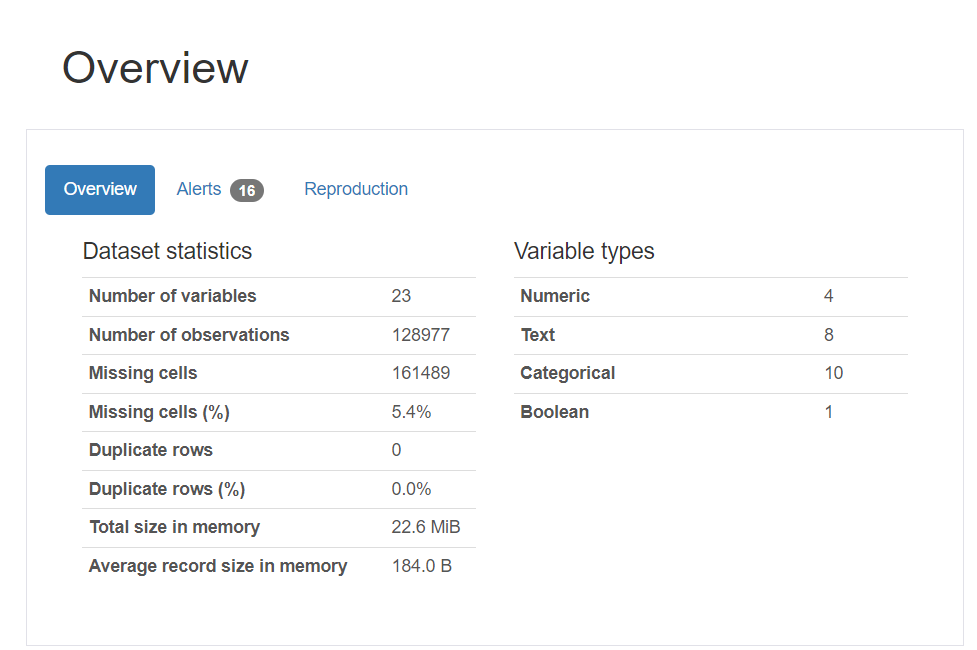 Overview
Overview Alerts 16 Reproduction
Dataset statistics
Number of variables 23
Number of observations 128977
Missing cells 161489
Missing cells (%) 5.4%
Duplicate rows 0
Duplicate rows (%) 0.0%
Total size in memory 22.6 MiB
Average record size in memory 184.0 B
Variable types
Numeric 4
Text 8
Categorical 10
Boolean 1